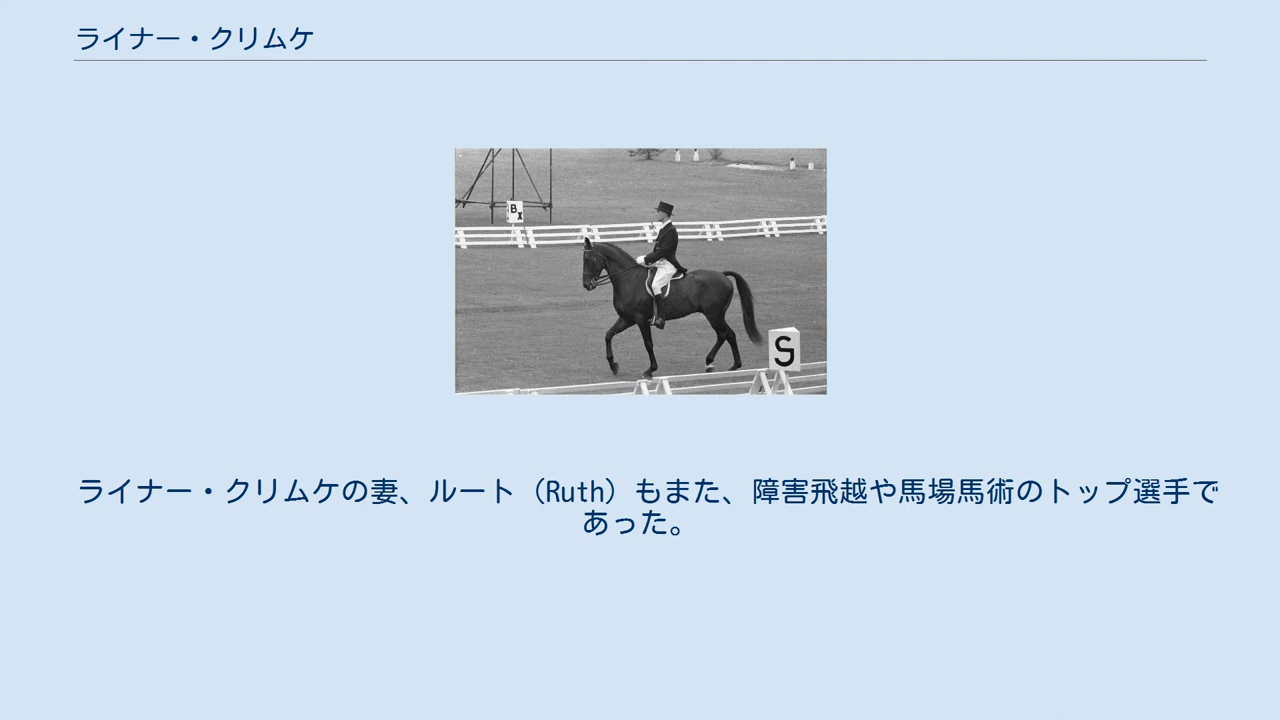 ライナー・クリムケ
B
X
S
ライナー・クリムケの妻、ルート（Ruth）もまた、障害飛越や馬場馬術のトップ選手で
あった。